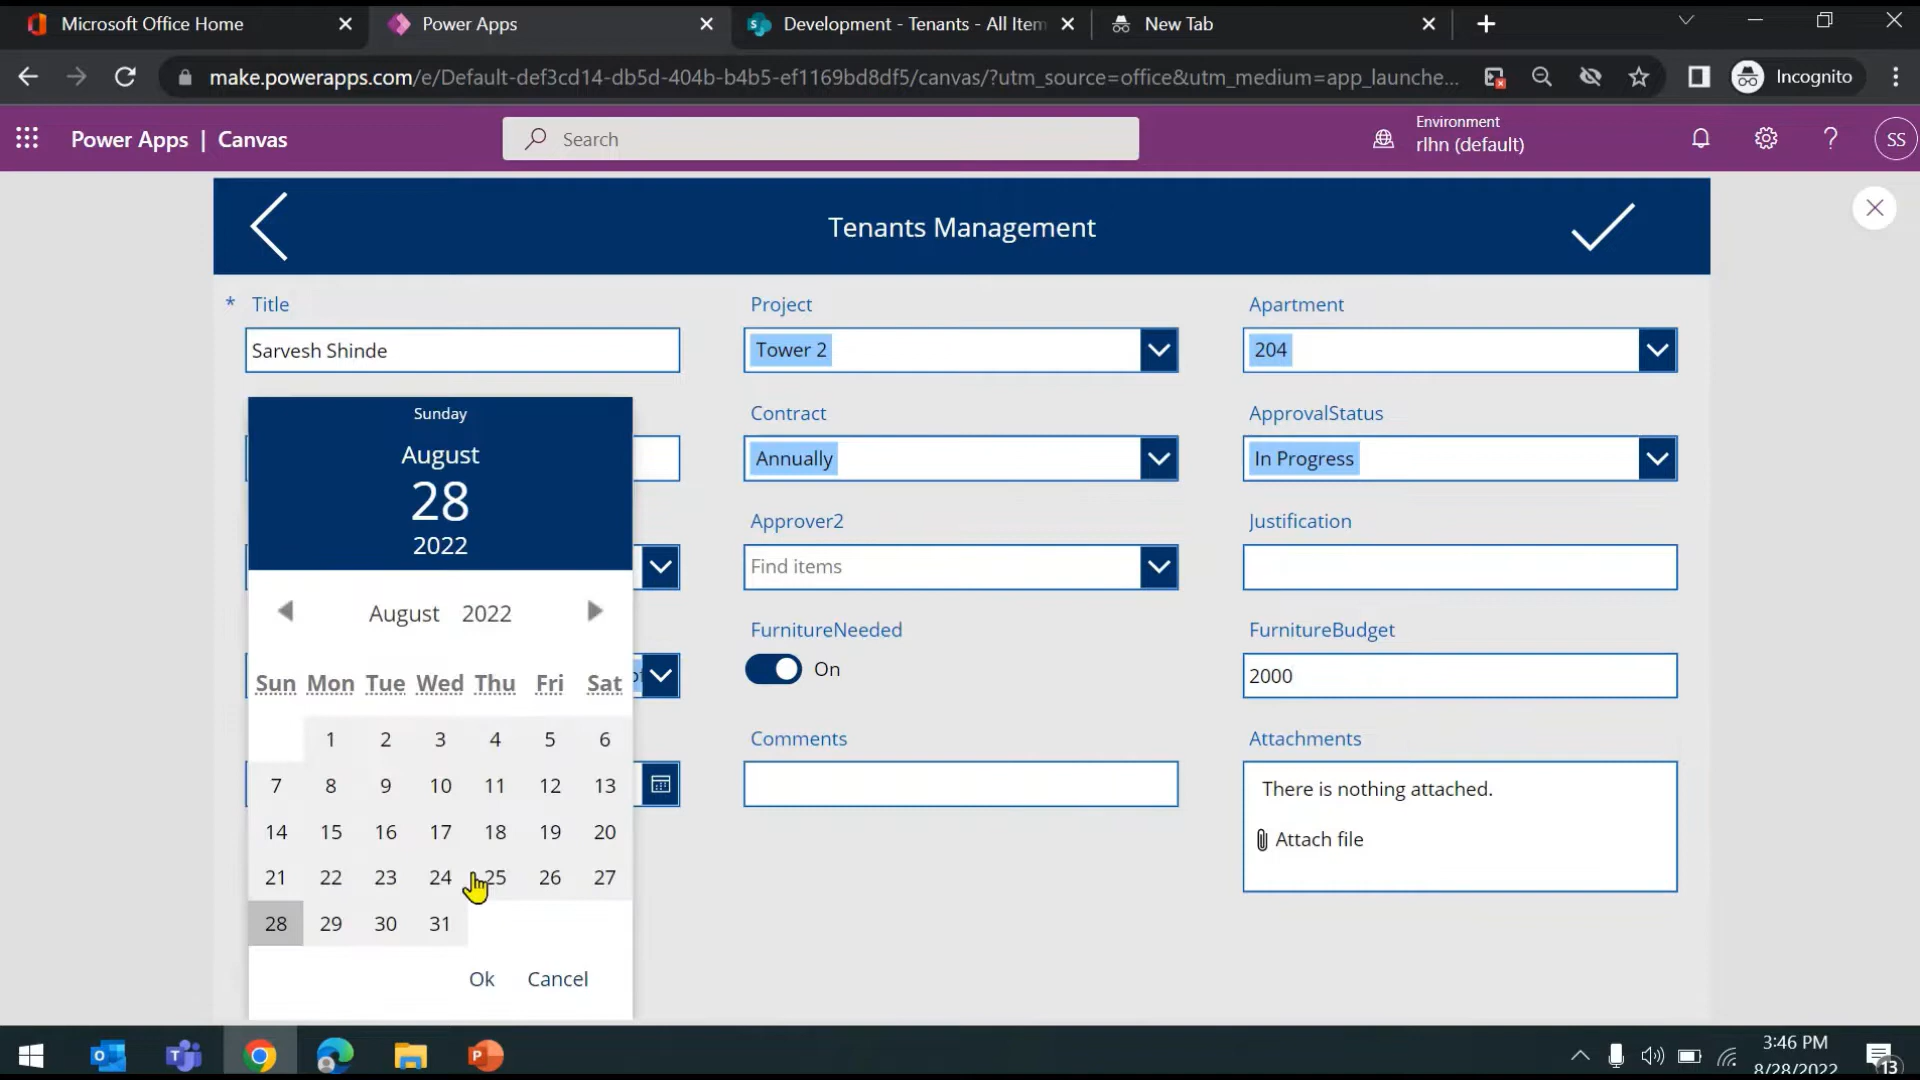 Microsoft Office Home
Power Apps
Development - Tenants - All Item
New Tab
make.powerapps.com/e/Default-def3cd14-db5d-404b-b4b5-ef1169bd8df5/canvas/?utm_source=office&utm_medium=app_launche...
Incognito
Power Apps | Canvas
Search
Environment
rlhn (default)
SS
Tenants Management
* Title
Project
Apartment
Sarvesh Shinde
Tower 2
204
Contract
ApprovalStatus
Annually
In Progress
Approver2
Justification
Find items
FurnitureNeeded
FurnitureBudget
On
2000
Comments
Attachments
There is nothing attached.
Attach file
Sunday
August
28
2022
August 2022
Sun Mon Tue Wed Thu Fri Sat
1 2 3 4 5 6
7 8 9 10 11 12 13
14 15 16 17 18 19 20
21 22 23 24 25 26 27
28 29 30 31
Ok Cancel
3:46 PM
8/28/2022
13